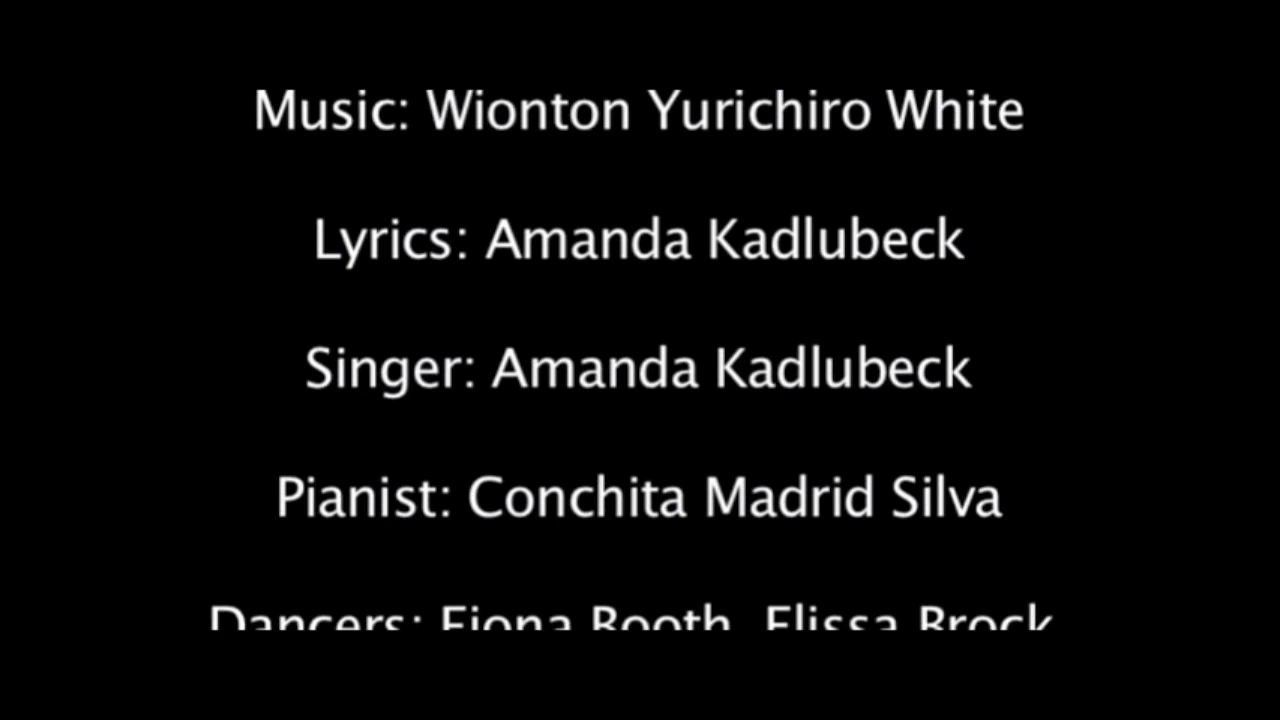 Music: Wionton Yurichiro White
Lyrics: Amanda Kadlubeck
Singer: Amanda Kadlubeck
Pianist: Conchita Madrid Silva
Dancers: Fiona Booth, Elissa Brock